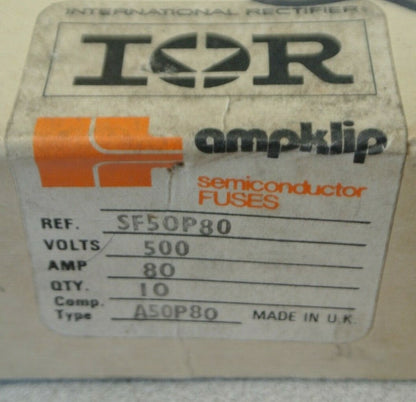 INTERNATIONAL RECTIFIER
IOR
ampklip
semiconductor
FUSES
REF. SF50P80
VOLTS 500
AMP 80
QTY. 10
Comp.
Type A50P80 MADE IN U.K.